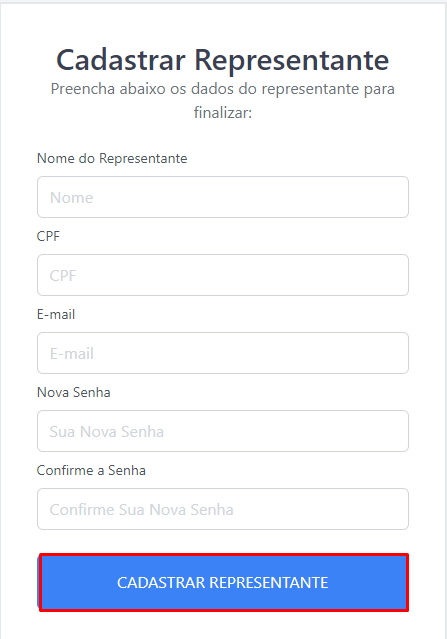 Cadastrar Representante
Preencha abaixo os dados do representante para
finalizar:
Nome do Representante
Nome
CPF
CPF
E-mail
E-mail
Nova Senha
Sua Nova Senha
Confirme a Senha
Confirme Sua Nova Senha
CADASTRAR REPRESENTANTE